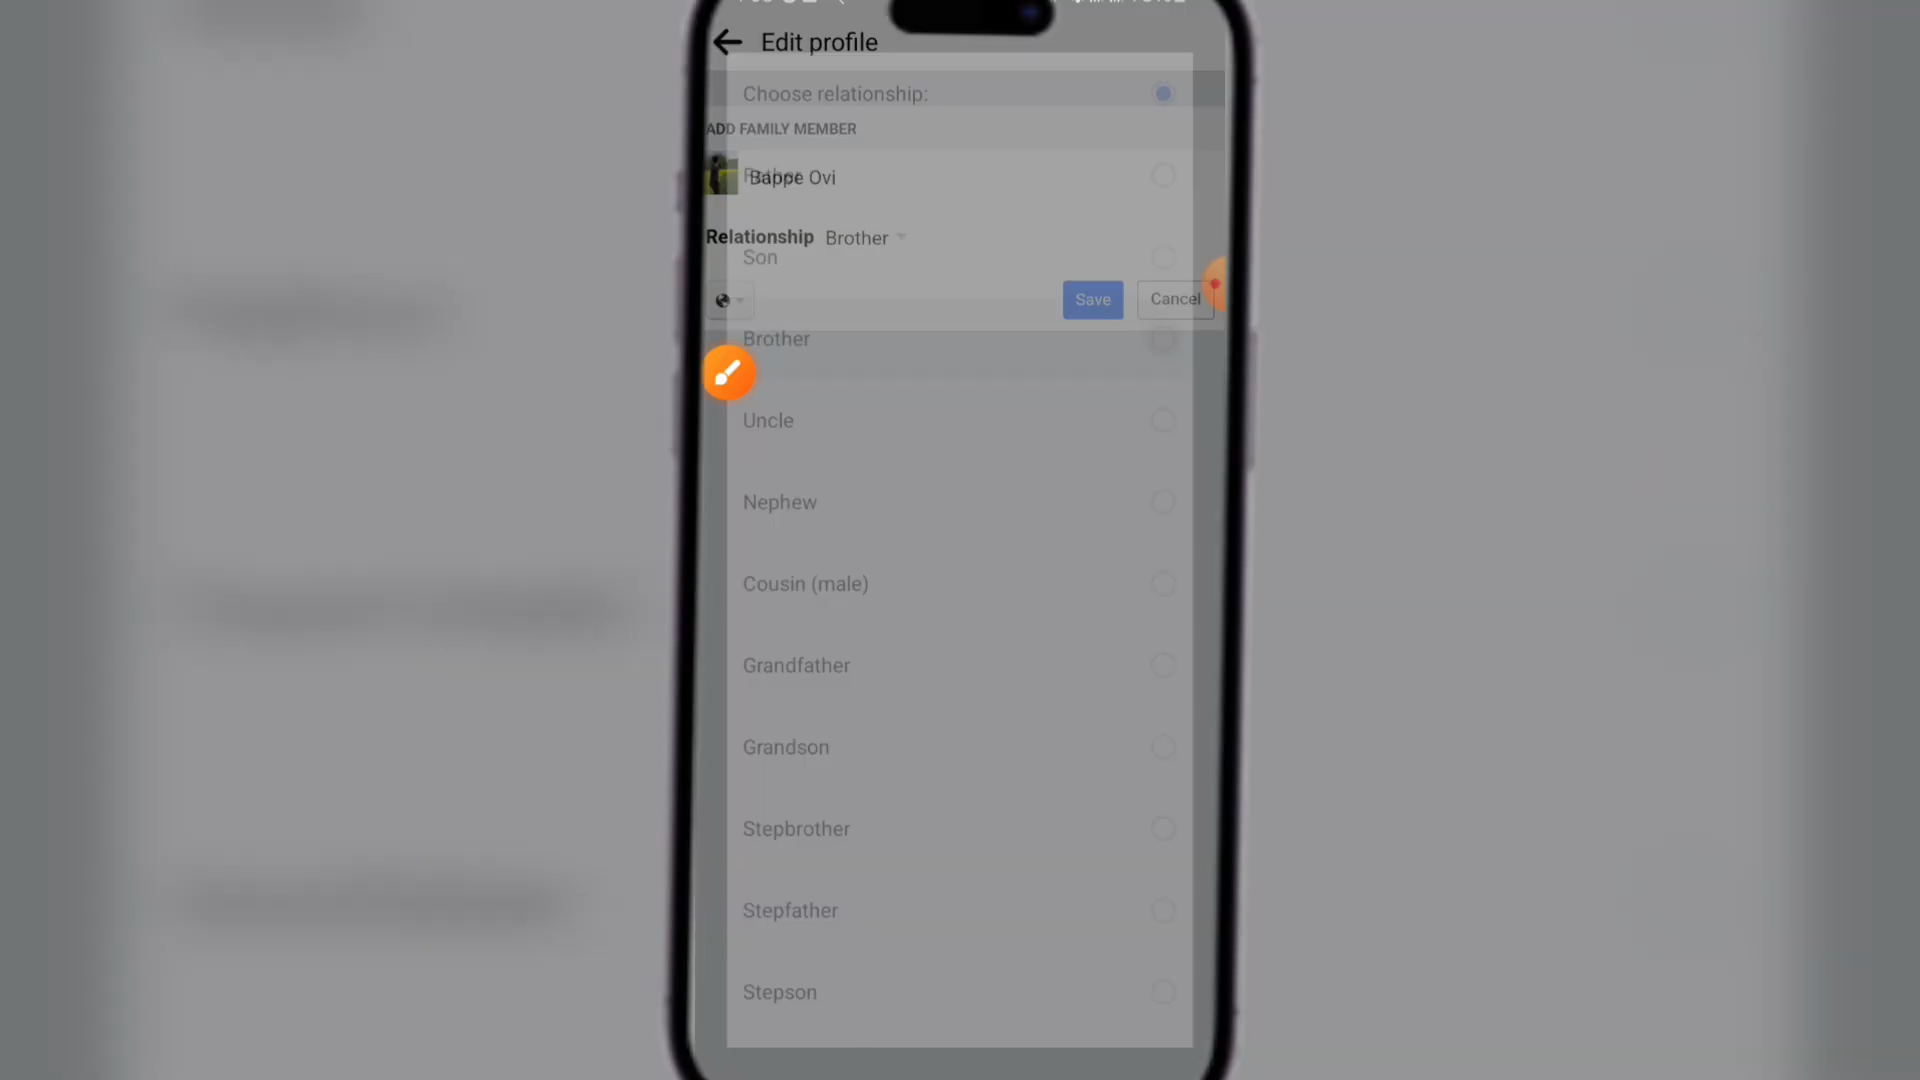 Edit profile
Choose relationship:
ADD FAMILY MEMBER
Bappe Ovi
Relationship Brother
Son
Save Cancel
Brother
Uncle
Nephew
Cousin (male)
Grandfather
Grandson
Stepbrother
Stepfather
Stepson